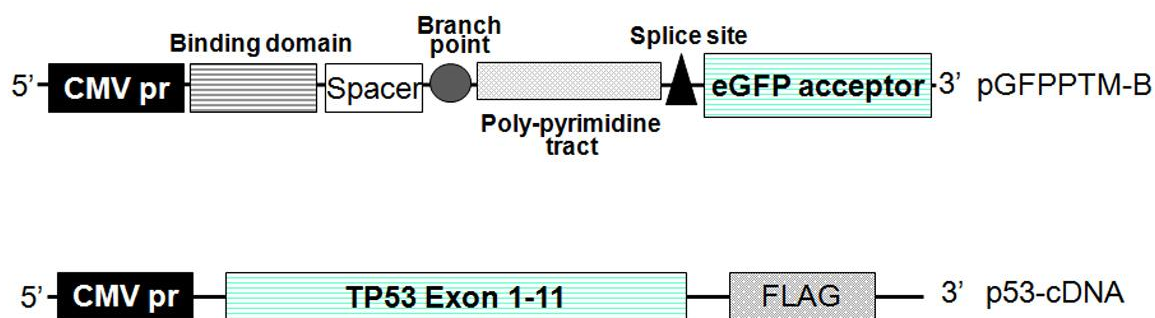 Binding domain
Branch
point
Splice site
5’ CMV pr Spacer eGFP acceptor 3’ pGFPPTM-B
Poly-pyrimidine
tract
5’ CMV pr TP53 Exon 1-11 FLAG 3’ p53-cDNA